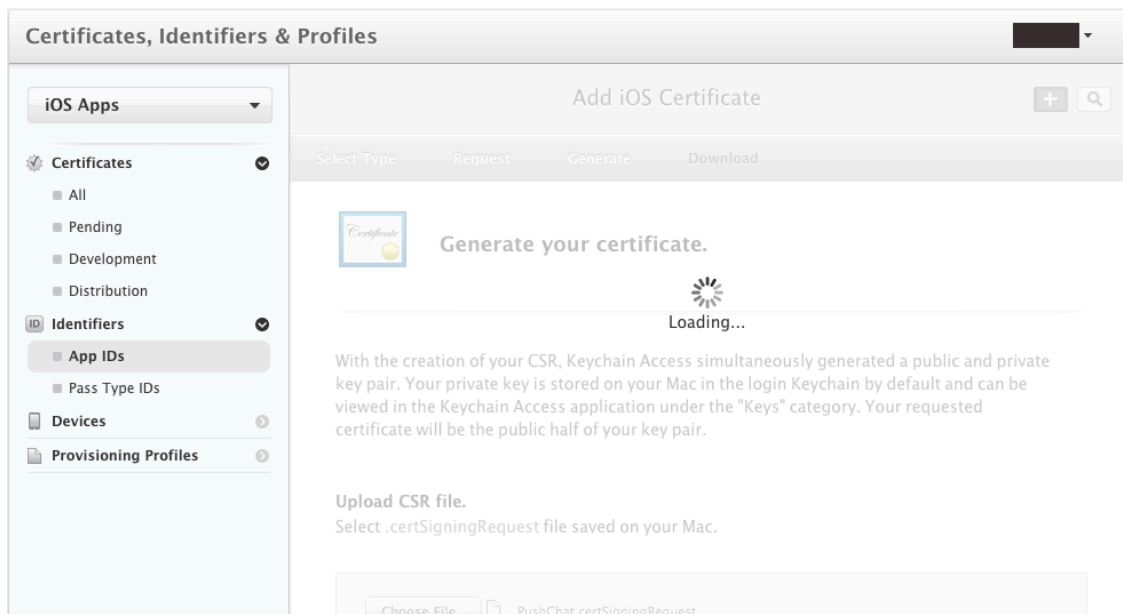 Certificates, Identifiers & Profiles
iOS Apps
Add iOS Certificate
Certificates
All
Pending
Development
Distribution
ID Identifiers
App IDs
Pass Type IDs
Devices
Provisioning Profiles
Select Type Request Generate Download
Certificate
Generate your certificate.
Loading...
With the creation of your CSR, Keychain Access simultaneously generated a public and private
key pair. Your private key is stored on your Mac in the login Keychain by default and can be
viewed in the Keychain Access application under the "Keys" category. Your requested
certificate will be the public half of your key pair.
Upload CSR file.
Select .certSigningRequest file saved on your Mac.
Choose File... PushChat.certSigningRequest